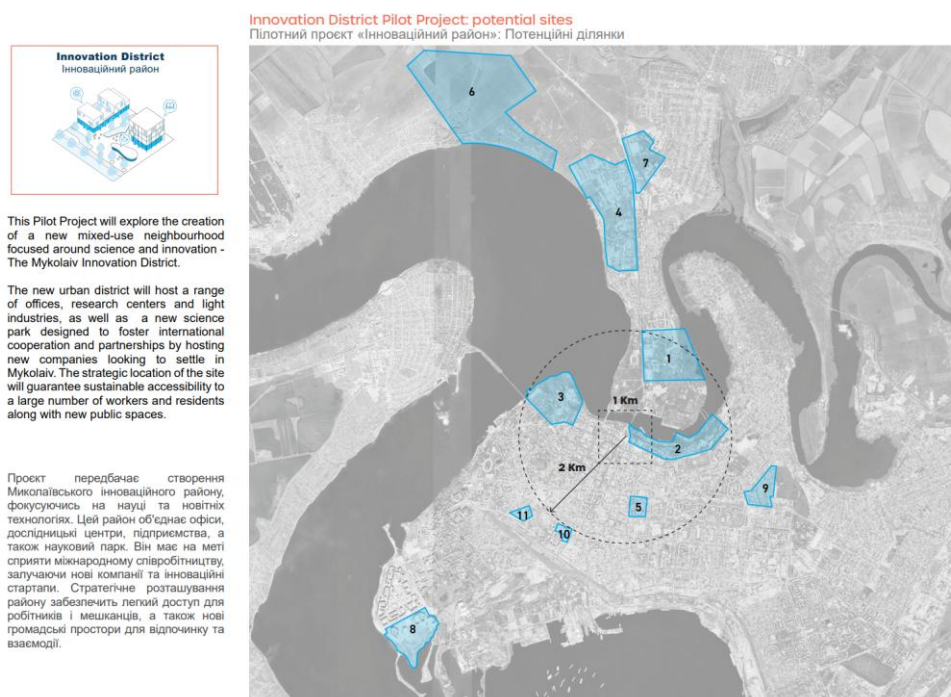 Innovation District Pilot Project: potential sites
Пілотний проєкт «Інноваційний район»: Потенційні ділянки
Innovation District
Інноваційний район
This Pilot Project will explore the creation
of a new mixed-use neighbourhood
focused around science and innovation -
The Mykolaiv Innovation District.
The new urban district will host a range
of offices, research centers and light
industries, as well as a new science
park designed to foster international
cooperation and partnerships by hosting
new companies looking to settle in
Mykolaiv. The strategic location of the site
will guarantee sustainable accessibility to
a large number of workers and residents
along with new public spaces.
Проєкт передбачає створення
Миколаївського інноваційного району,
фокусуючись на науці та новітніх
технологіях. Цей район об'єднає офіси,
дослідницькі центри, підприємства, а
також науковий парк. Він має на меті
сприяти міжнародному співробітництву,
залучаючи нові компанії та інноваційні
стартапи. Стратегічне розташування
району забезпечить легкий доступ для
робітників і мешканців, а також нові
громадські простори для відпочинку та
взаємодії.
6
7
4
1
3
1 Km
2
2 Km
9
5
11
10
8